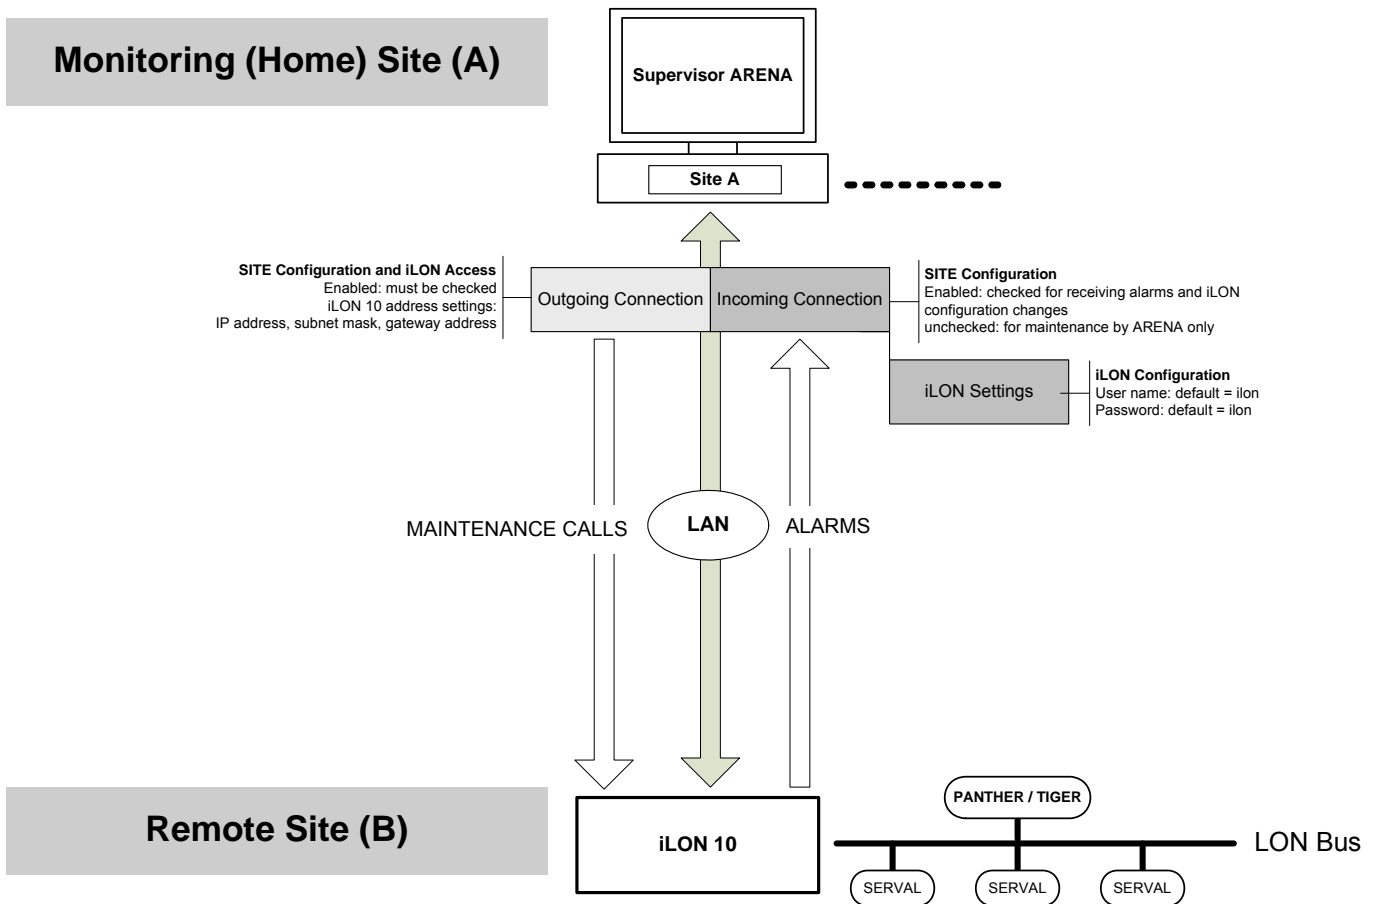 Monitoring (Home) Site (A)
Supervisor ARENA
Site A
SITE Configuration and iLON Access
Enabled: must be checked
iLON 10 address settings:
IP address, subnet mask, gateway address
Outgoing Connection
Incoming Connection
SITE Configuration
Enabled: checked for receiving alarms and iLON
configuration changes
unchecked: for maintenance by ARENA only
iLON Settings
iLON Configuration
User name: default = ilon
Password: default = ilon
MAINTENANCE CALLS
LAN
ALARMS
Remote Site (B)
iLON 10
PANTHER / TIGER
LON Bus
SERVAL
SERVAL
SERVAL